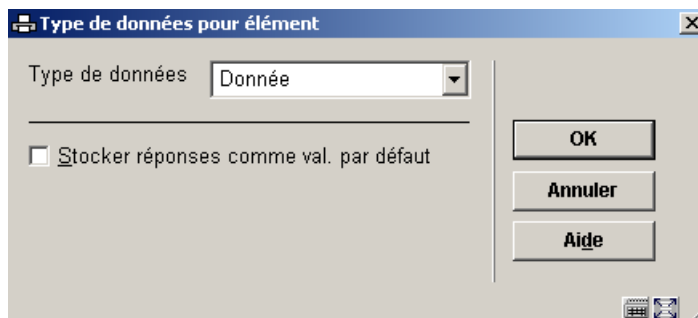 Type de données pour élément
Type de données Donnée
Stocker réponses comme val. par défaut
OK
Annuler
Aide